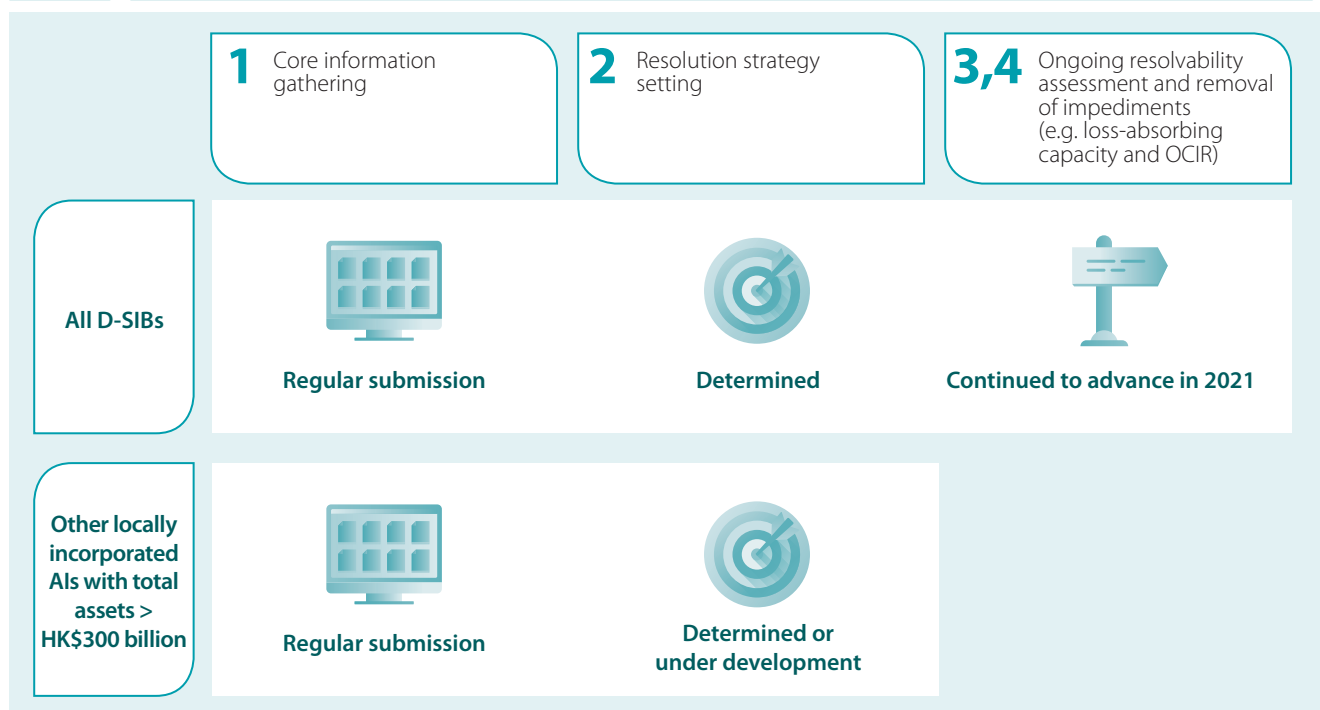 1 Core information
gathering
2 Resolution strategy
setting
3,4 Ongoing resolvability
assessment and removal
of impediments
(e.g. loss-absorbing
capacity and OCIR)
All D-SIBs
Regular submission
Determined
Continued to advance in 2021
Other locally
incorporated
AIs with total
assets >
HK$300 billion
Regular submission
Determined or
under development